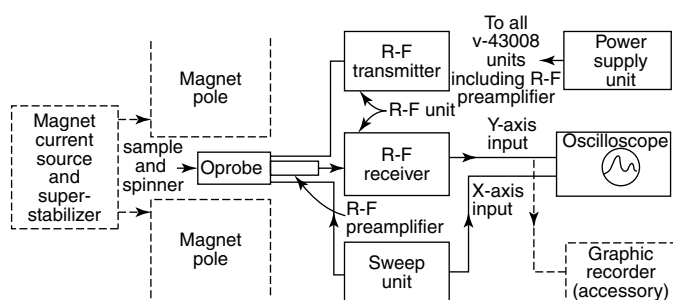 Magnet
pole
Magnet
current
source
and
super-
stabilizer
sample
and
spinner
Oprobe
Magnet
pole
R-F
transmitter
R-F unit
R-F
receiver
R-F
preamplifier
Sweep
unit
To all
v-43008
units
including R-F
preamplifier
Power
supply
unit
Y-axis
input
Oscilloscope
X-axis
input
Graphic
recorder
(accessory)